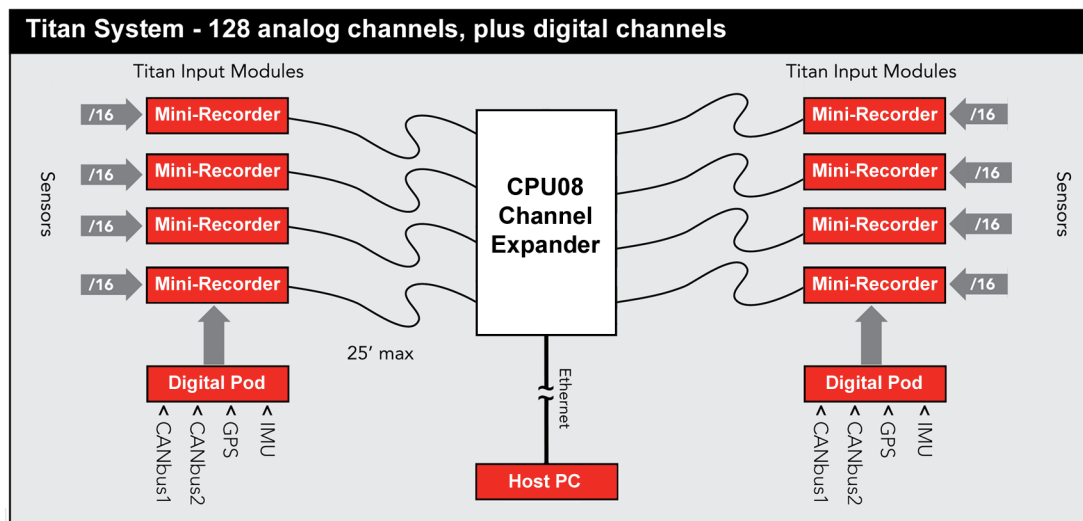 Titan System - 128 analog channels, plus digital channels
Titan Input Modules
Titan Input Modules
/16
Mini-Recorder
/16
Mini-Recorder
/16
Mini-Recorder
/16
Mini-Recorder
Sensors
CPU08
Channel
Expander
Mini-Recorder
/16
Mini-Recorder
/16
Mini-Recorder
/16
Mini-Recorder
/16
Sensors
25’ max
Ethernet
Digital Pod
< CANbus1
< CANbus2
< GPS
< IMU
Host PC
Digital Pod
< CANbus1
< CANbus2
< GPS
< IMU